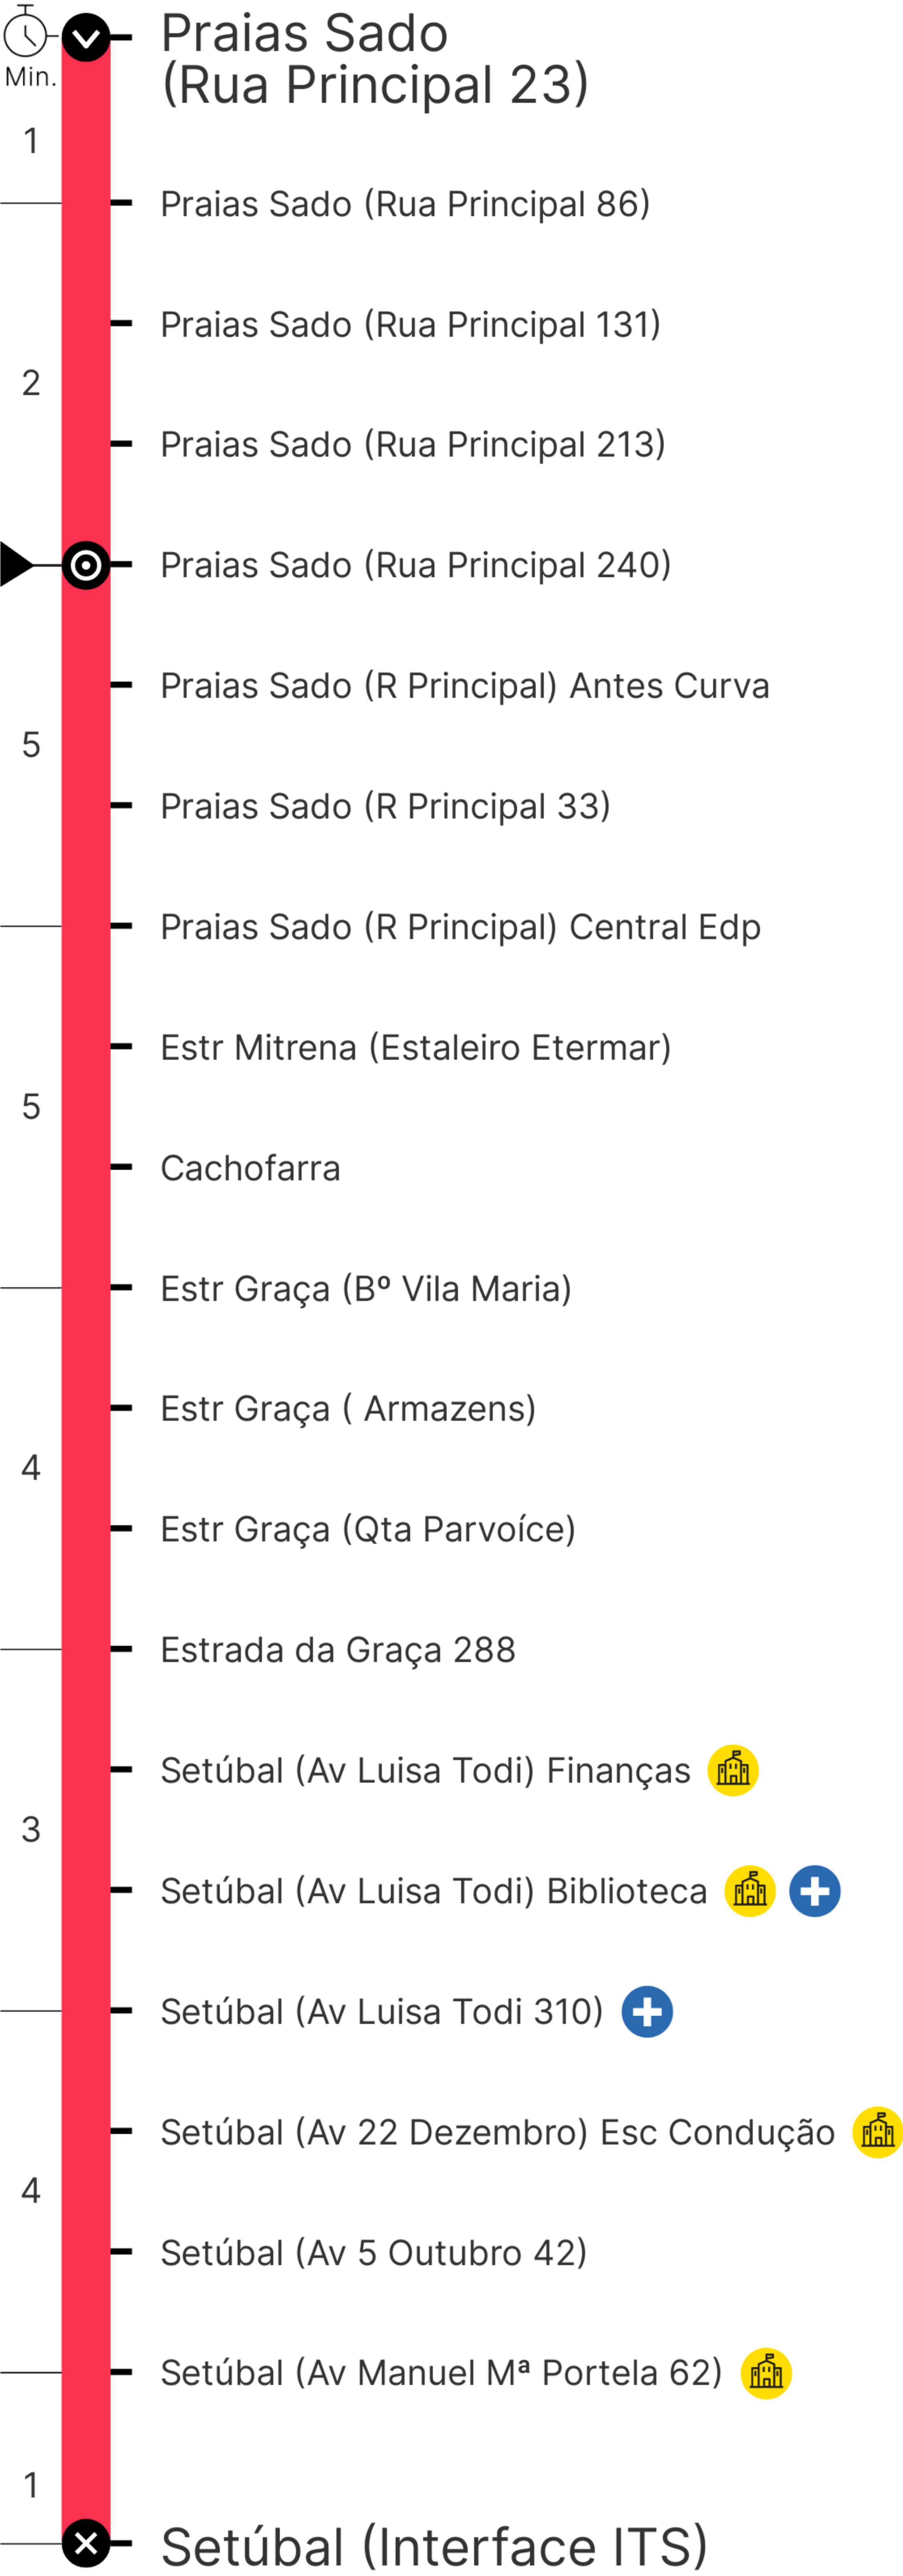 Praias Sado
(Rua Principal 23)
Min.
1
Praias Sado (Rua Principal 86)
Praias Sado (Rua Principal 131)
2
Praias Sado (Rua Principal 213)
Praias Sado (Rua Principal 240)
Praias Sado (R Principal) Antes Curva
5
Praias Sado (R Principal 33)
Praias Sado (R Principal) Central Edp
Estr Mitrena (Estaleiro Etermar)
5
Cachofarra
Estr Graça (Bº Vila Maria)
Estr Graça ( Armazens)
4
Estr Graça (Qta Parvoíce)
Estrada da Graça 288
Setúbal (Av Luisa Todi) Finanças
3
Setúbal (Av Luisa Todi) Biblioteca
Setúbal (Av Luisa Todi 310)
Setúbal (Av 22 Dezembro) Esc Condução
4
Setúbal (Av 5 Outubro 42)
Setúbal (Av Manuel Mª Portela 62)
1
Setúbal (Interface ITS)